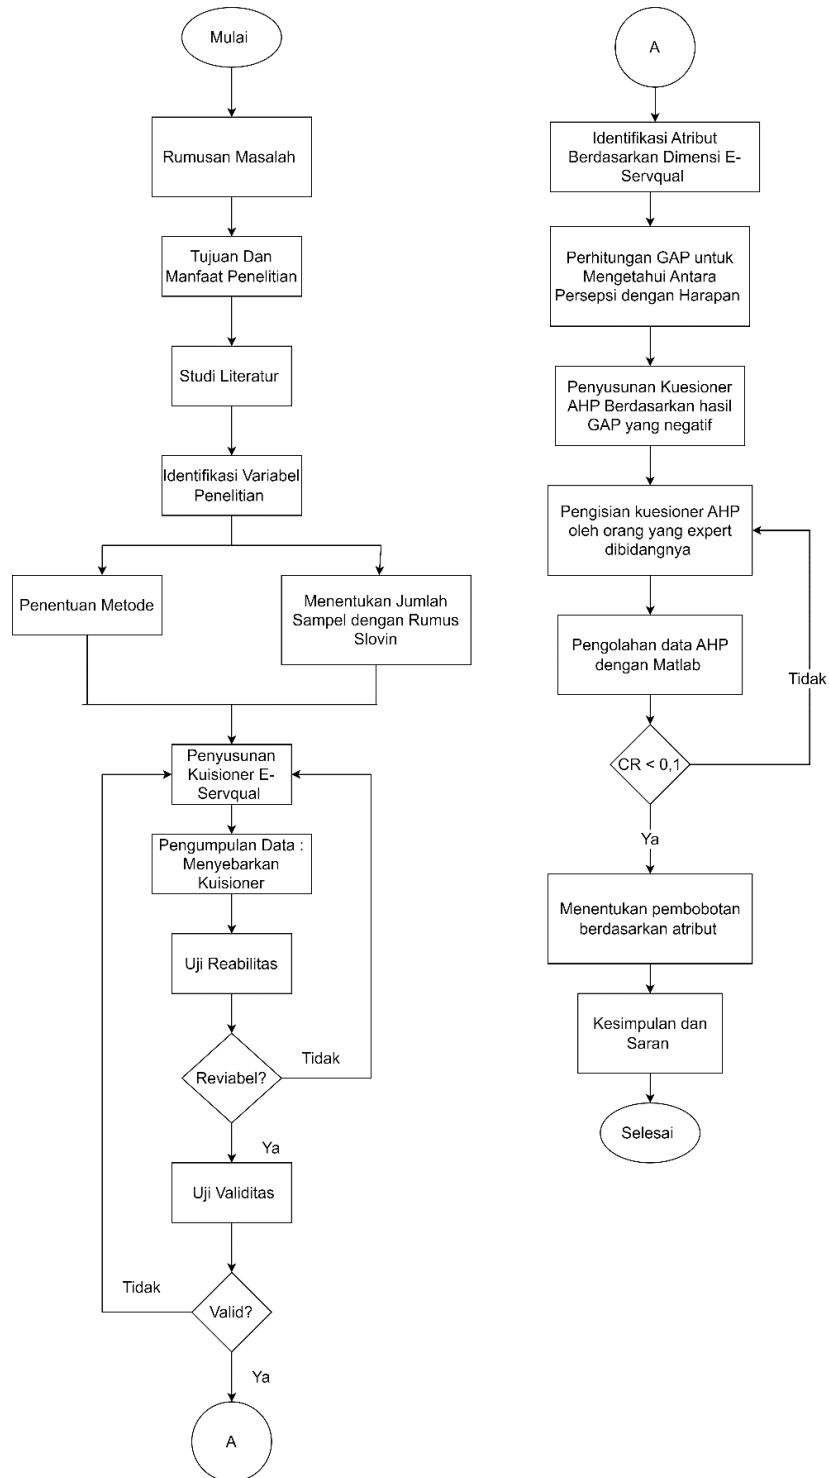 Mulai
Rumusan Masalah
Tujuan Dan
Manfaat Penelitian
Studi Literatur
Identifikasi Variabel
Penelitian
Penentuan Metode
Menentukan Jumlah
Sampel dengan Rumus
Slovin
Penyusunan
Kuisioner E-
Servqual
Pengumpulan Data :
Menyebarkan
Kuisioner
Uji Reabilitas
Reviabel?
Tidak
Ya
Uji Validitas
Tidak
Valid?
Ya
A
A
Identifikasi Atribut
Berdasarkan Dimensi E-
Servqual
Perhitungan GAP untuk
Mengetahui Antara
Persepsi dengan Harapan
Penyusunan Kuesioner
AHP Berdasarkan hasil
GAP yang negatif
Pengisian kuesioner AHP
oleh orang yang expert
dibidangnya
Pengolahan data AHP
dengan Matlab
Tidak
CR < 0,1
Ya
Menentukan pembobotan
berdasarkan atribut
Kesimpulan dan
Saran
Selesai